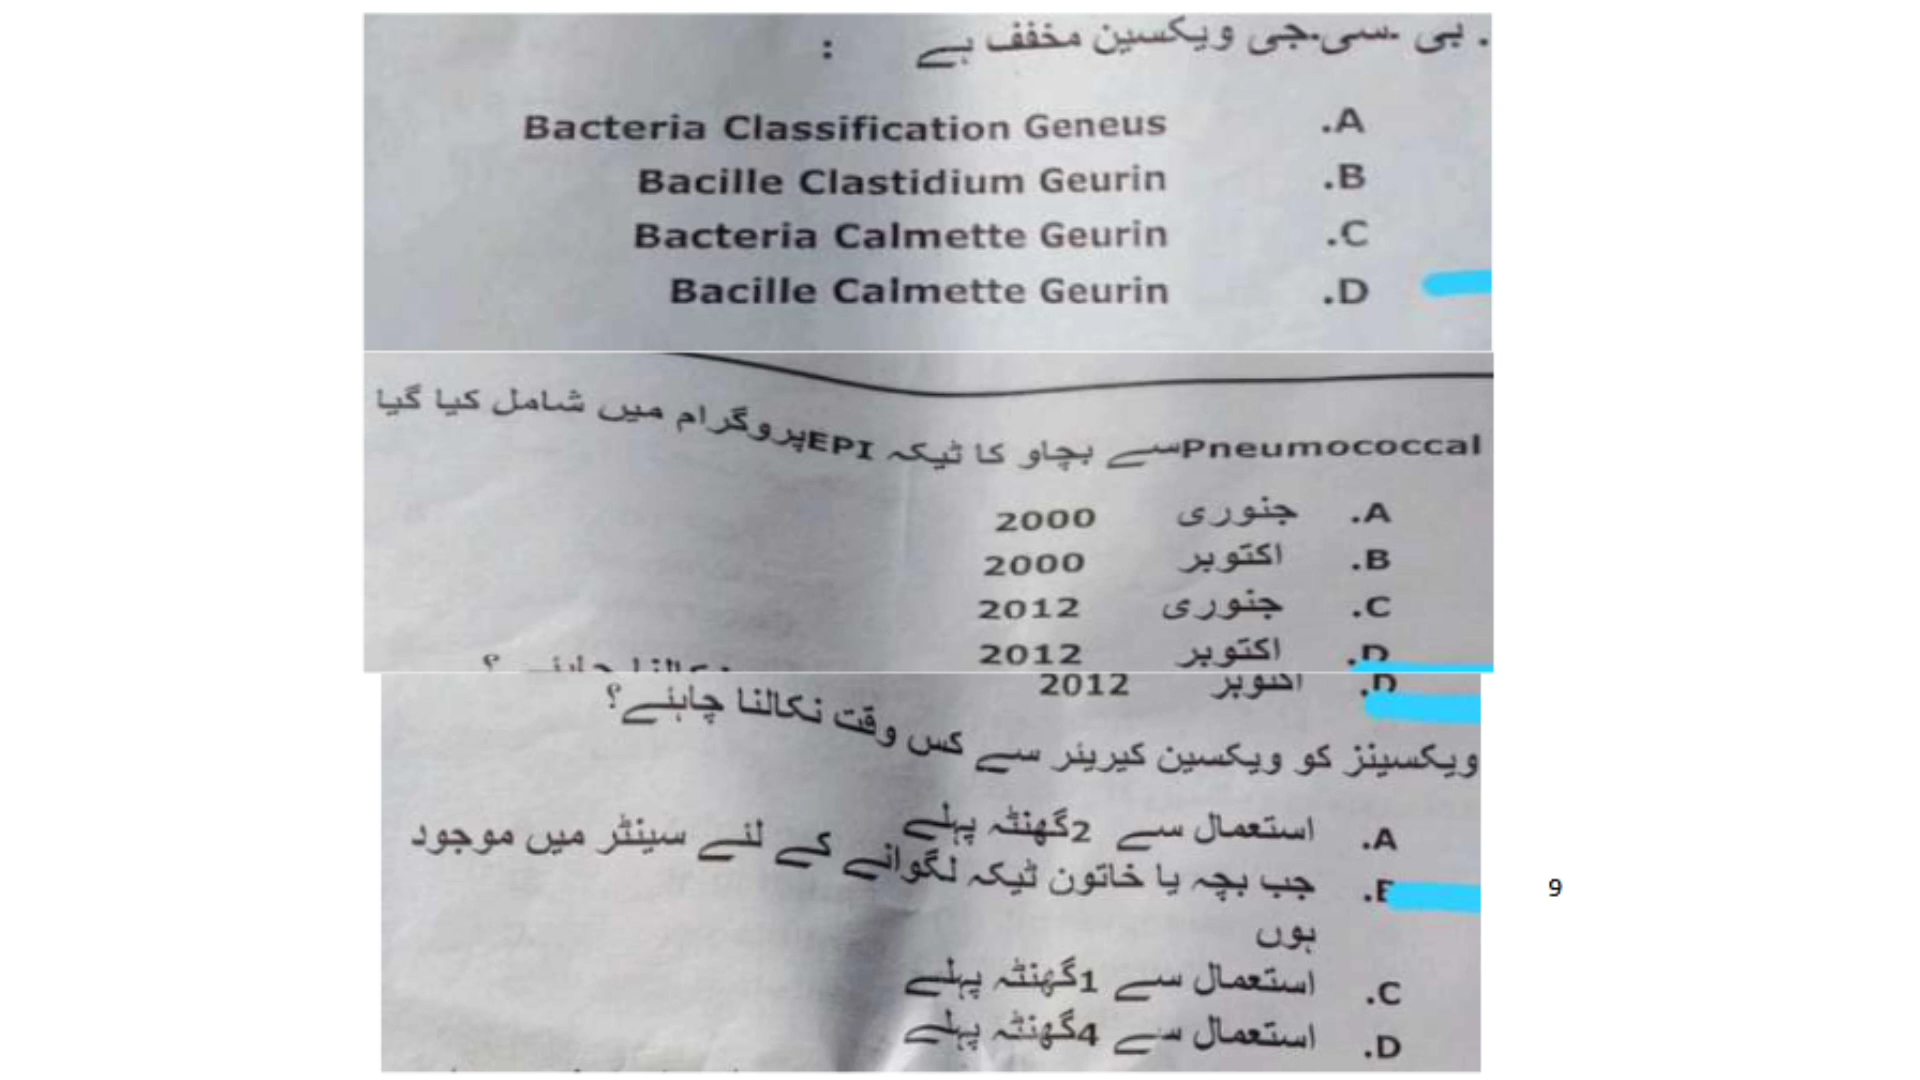 . بی .سی.جی ویکسین مخفف ہے :
A. Bacteria Classification Geneus
B. Bacille Clastidium Geurin
C. Bacteria Calmette Geurin
D. Bacille Calmette Geurin
Pneumococcalسے بچاو کا ٹیکہ EPIپروگرام میں شامل کیا گیا
A. جنوری 2000
B. اکتوبر 2000
C. جنوری 2012
D. اکتوبر 2012
D. اکتوبر 2012
ویکسینز کو ویکسین کیریئر سے کس وقت نکالنا چاہئے؟
A. استعمال سے 2گھنٹہ پہلے
B. جب بچہ یا خاتون ٹیکہ لگوانے کے لئے سینٹر میں موجود
ہوں
C. استعمال سے 1گھنٹہ پہلے
D. استعمال سے 4گھنٹہ پہلے
9